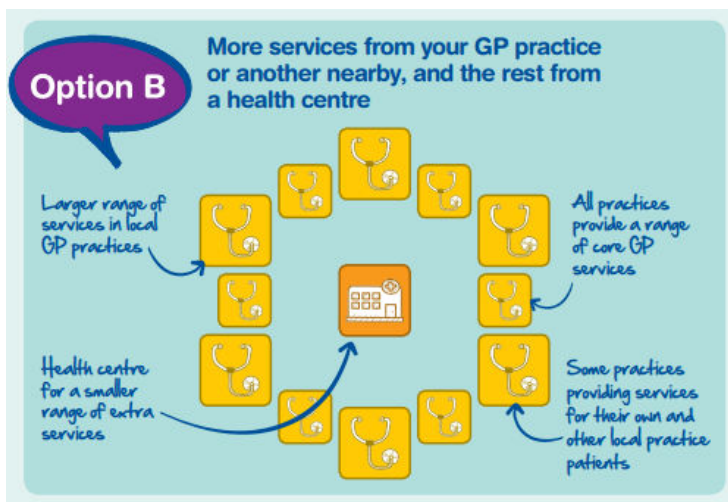 Option B
More services from your GP practice
or another nearby, and the rest from
a health centre
Larger range of
services in local
GP practices
All practices
provide a range
of core GP
services
Health centre
for a smaller
range of extra
services
Some practices
providing services
for their own and
other local practice
patients